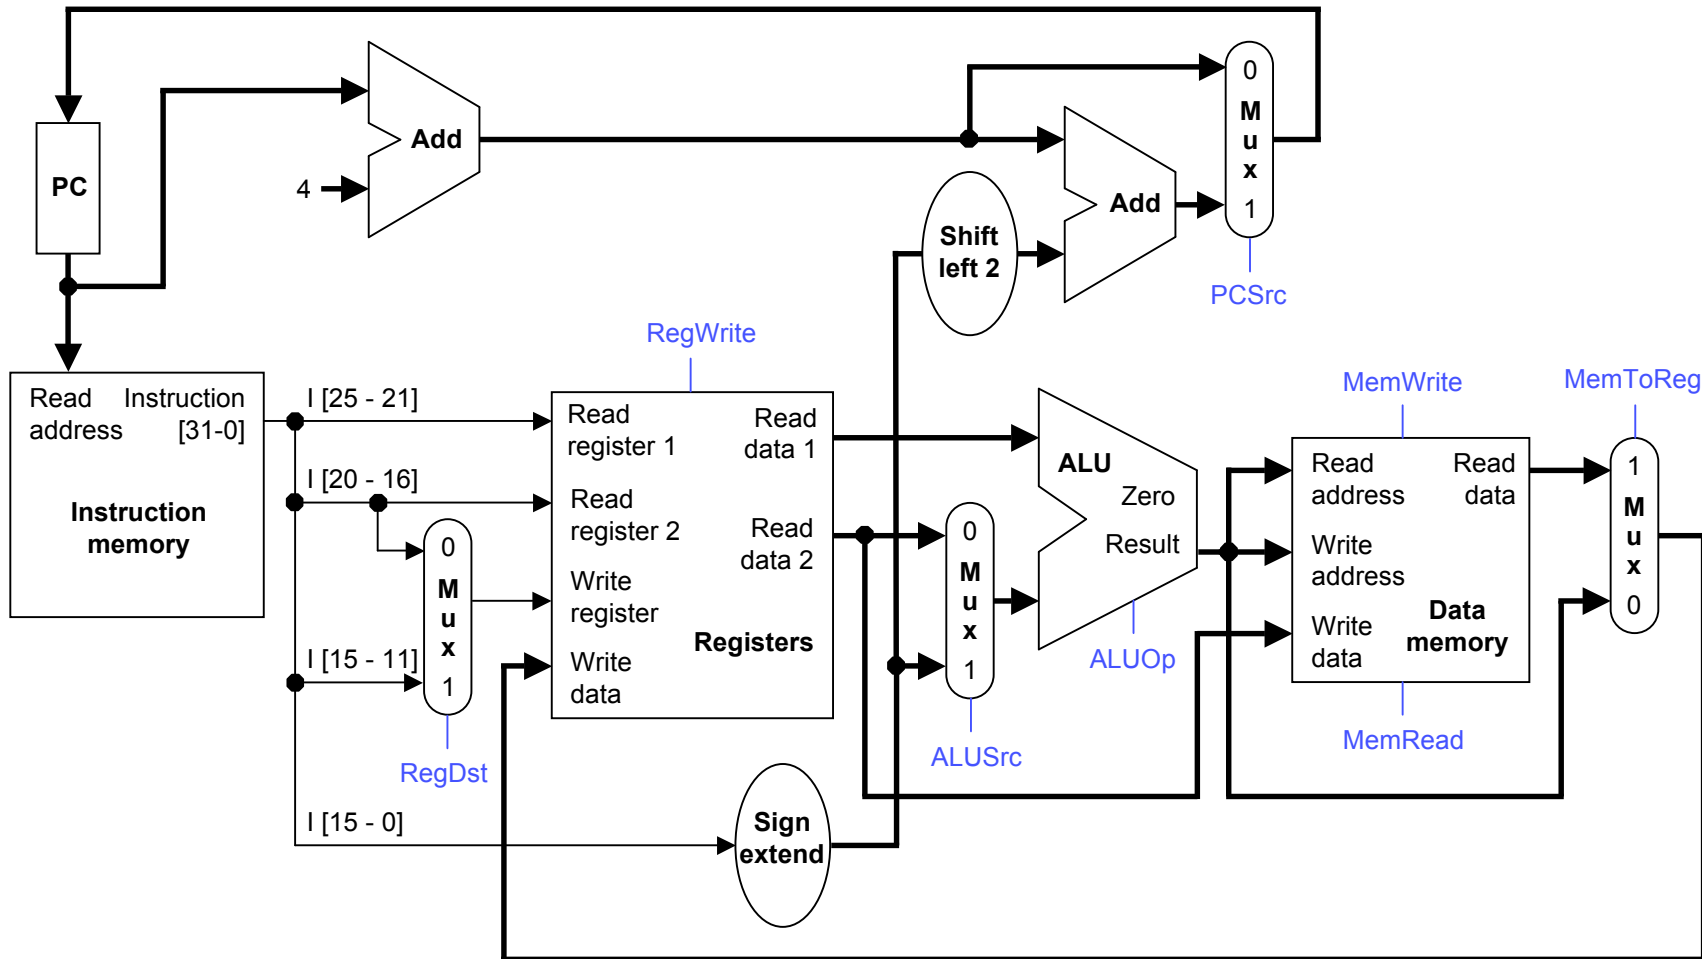 PC
4
Add
Shift
left 2
Add
0
M
u
x
1
PCSrc
Read
address
Instruction
[31-0]
Instruction
memory
I [25 - 21]
I [20 - 16]
I [15 - 11]
I [15 - 0]
0
M
u
x
1
RegDst
RegWrite
Read
register 1
Read
register 2
Write
register
Write
data
Read
data 1
Read
data 2
Registers
Sign
extend
0
M
u
x
1
ALUSrc
ALU
Zero
Result
ALUOp
MemWrite
Read
address
Write
address
Write
data
Read
data
Data
memory
MemRead
MemToReg
1
M
u
x
0